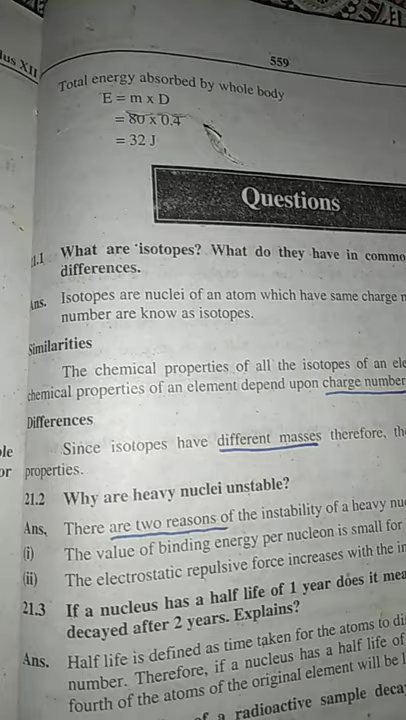 lus XII
559
Total energy absorbed by whole body
E = m x D
= 80 x 0.4
= 32 J
Questions
What are isotopes? What do they have in commo
differences.
Ans. Isotopes are nuclei of an atom which have same charge n
number are know as isotopes.
Similarities
The chemical properties of all the isotopes of an ele
chemical properties of an element depend upon charge number
Differences
Since isotopes have different masses therefore, the
properties.
21.2 Why are heavy nuclei unstable?
Ans, There are two reasons of the instability of a heavy nu
(i) The value of binding energy per nucleon is small for
(ii) The electrostatic repulsive force increases with the in
21.3 If a nucleus has a half life of 1 year does it mea
decayed after 2 years. Explains?
Ans. Half life is defined as time taken for the atoms to di
number. Therefore, if a nucleus has a half life of
fourth of the atoms of the original element will be l
of a radioactive sample deca